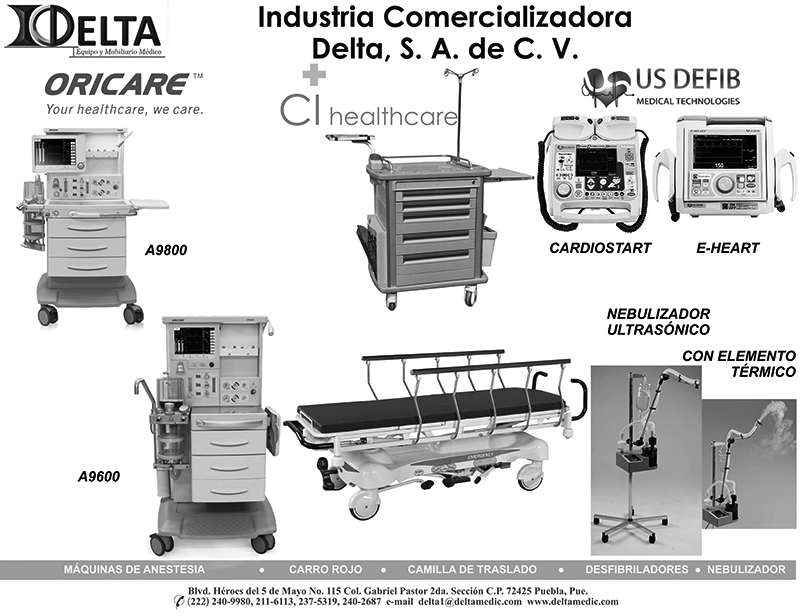 DELTA
Equipo y Mobiliario Médico
Industria Comercializadora
Delta, S. A. de C. V.
ORICARE™
Your healthcare, we care.
CI healthcare
US DEFIB
MEDICAL TECHNOLOGIES
A9800
CARDIOSTART
E-HEART
NEBULIZADOR
ULTRASÓNICO
CON ELEMENTO
TÉRMICO
A9600
EMERGENCY
150
MÁQUINAS DE ANESTESIA • CARRO ROJO • CAMILLA DE TRASLADO • DESFIBRILADORES • NEBULIZADOR
Blvd. Héroes del 5 de Mayo No. 115 Col. Gabriel Pastor 2da. Sección C.P. 72425 Puebla, Pue.
(222) 240-9980, 211-6113, 237-5319, 240-2687 e-mail delta1@deltamedic.com www.deltamedic.com